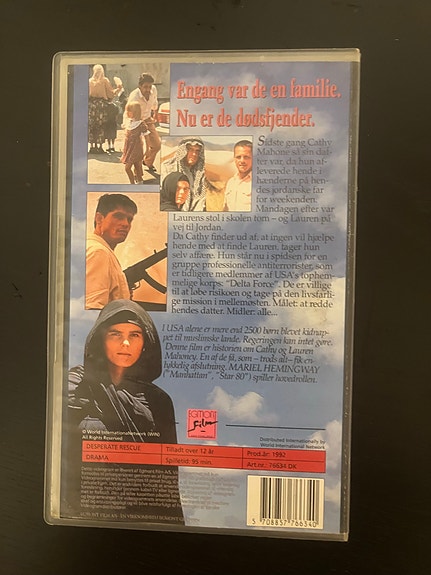 Engang var de en familie.
Nu er de dødsfjender.
Sidste gang Cathy
Mahone så sin dat-
ter var, da hun af-
leverede hende i
hænderne på hen-
des jordanske far
for weekenden.
Mandagen efter var
Laurens stol i skolen tom – og Lauren på
vej til Jordan.
Da Cathy finder ud af, at ingen vil hjælpe
hende med at finde Lauren, tager hun
selv affære. Hun står nu i spidsen for en
gruppe professionelle antiterrorister, som
er tidligere medlemmer af USA's tophem-
melige korps: "Delta Force". De er villige
til at løbe risikoen og tage på den livsfarli-
ge mission i mellemøsten. Målet: at redde
hendes datter. Midler: alle...
I USA alene er mere end 2500 børn blevet kidnap-
pet til muslimske lande. Regeringen kan intet gøre.
Denne film er historien om Cathy og Lauren
Mahoney. En af de få, som – trods alt – fik en
lykkelig afslutning. MARIEL HEMINGWAY
("Manhattan", "Star 80") spiller hovedrollen.
EGMONT
Film
© World InternationalNetwork (WIN)
All Rights Reserved
Distributed Internationally by
World International Network
DESPERATE RESCUE
Tilladt over 12 år
Prod.år: 1992
DRAMA
Spilletid: 95 min.
Art.nr.: 76634 DK
5 708857 766340